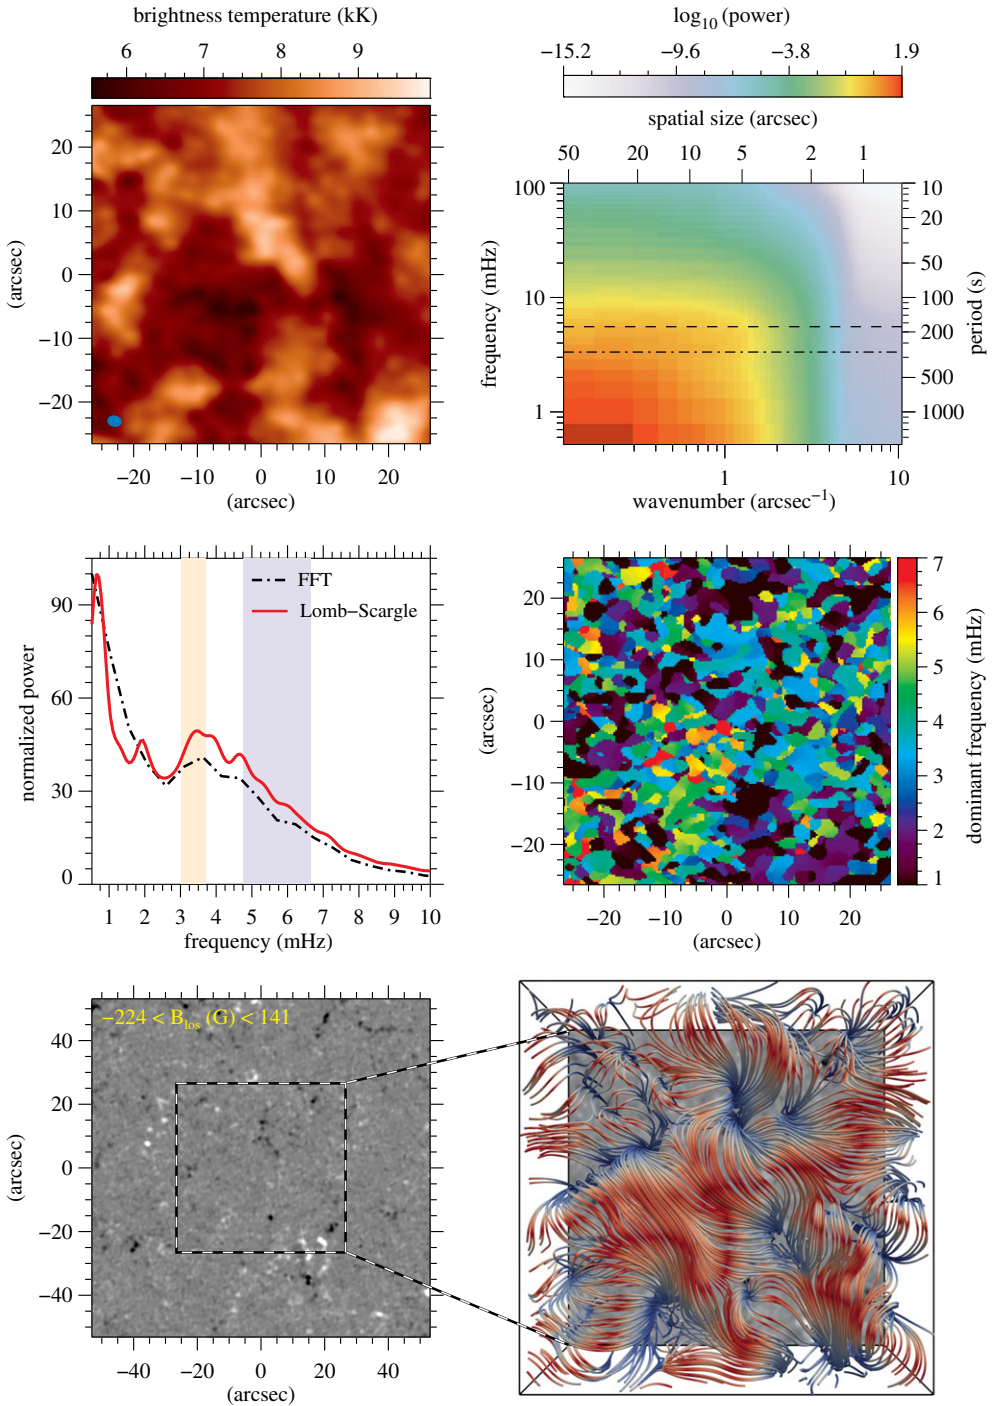 brightness temperature (kK)
6 7 8 9
20
10
0
−10
−20
(arcsec)
−20 −10 0 10 20
(arcsec)
log10 (power)
−15.2 −9.6 −3.8 1.9
spatial size (arcsec)
50 20 10 5 2 1
100
10
1
frequency (mHz)
10
20
50
100
200
500
1000
period (s)
1 10
wavenumber (arcsec−1)
FFT
Lomb−Scargle
90
60
30
0
normalized power
1 2 3 4 5 6 7 8 9 10
frequency (mHz)
20
10
0
−10
−20
(arcsec)
−20 −10 0 10 20
(arcsec)
7
6
5
4
3
2
1
dominant frequency (mHz)
−224 < Blos (G) < 141
40
20
0
−20
−40
(arcsec)
−40 −20 0 20 40
(arcsec)